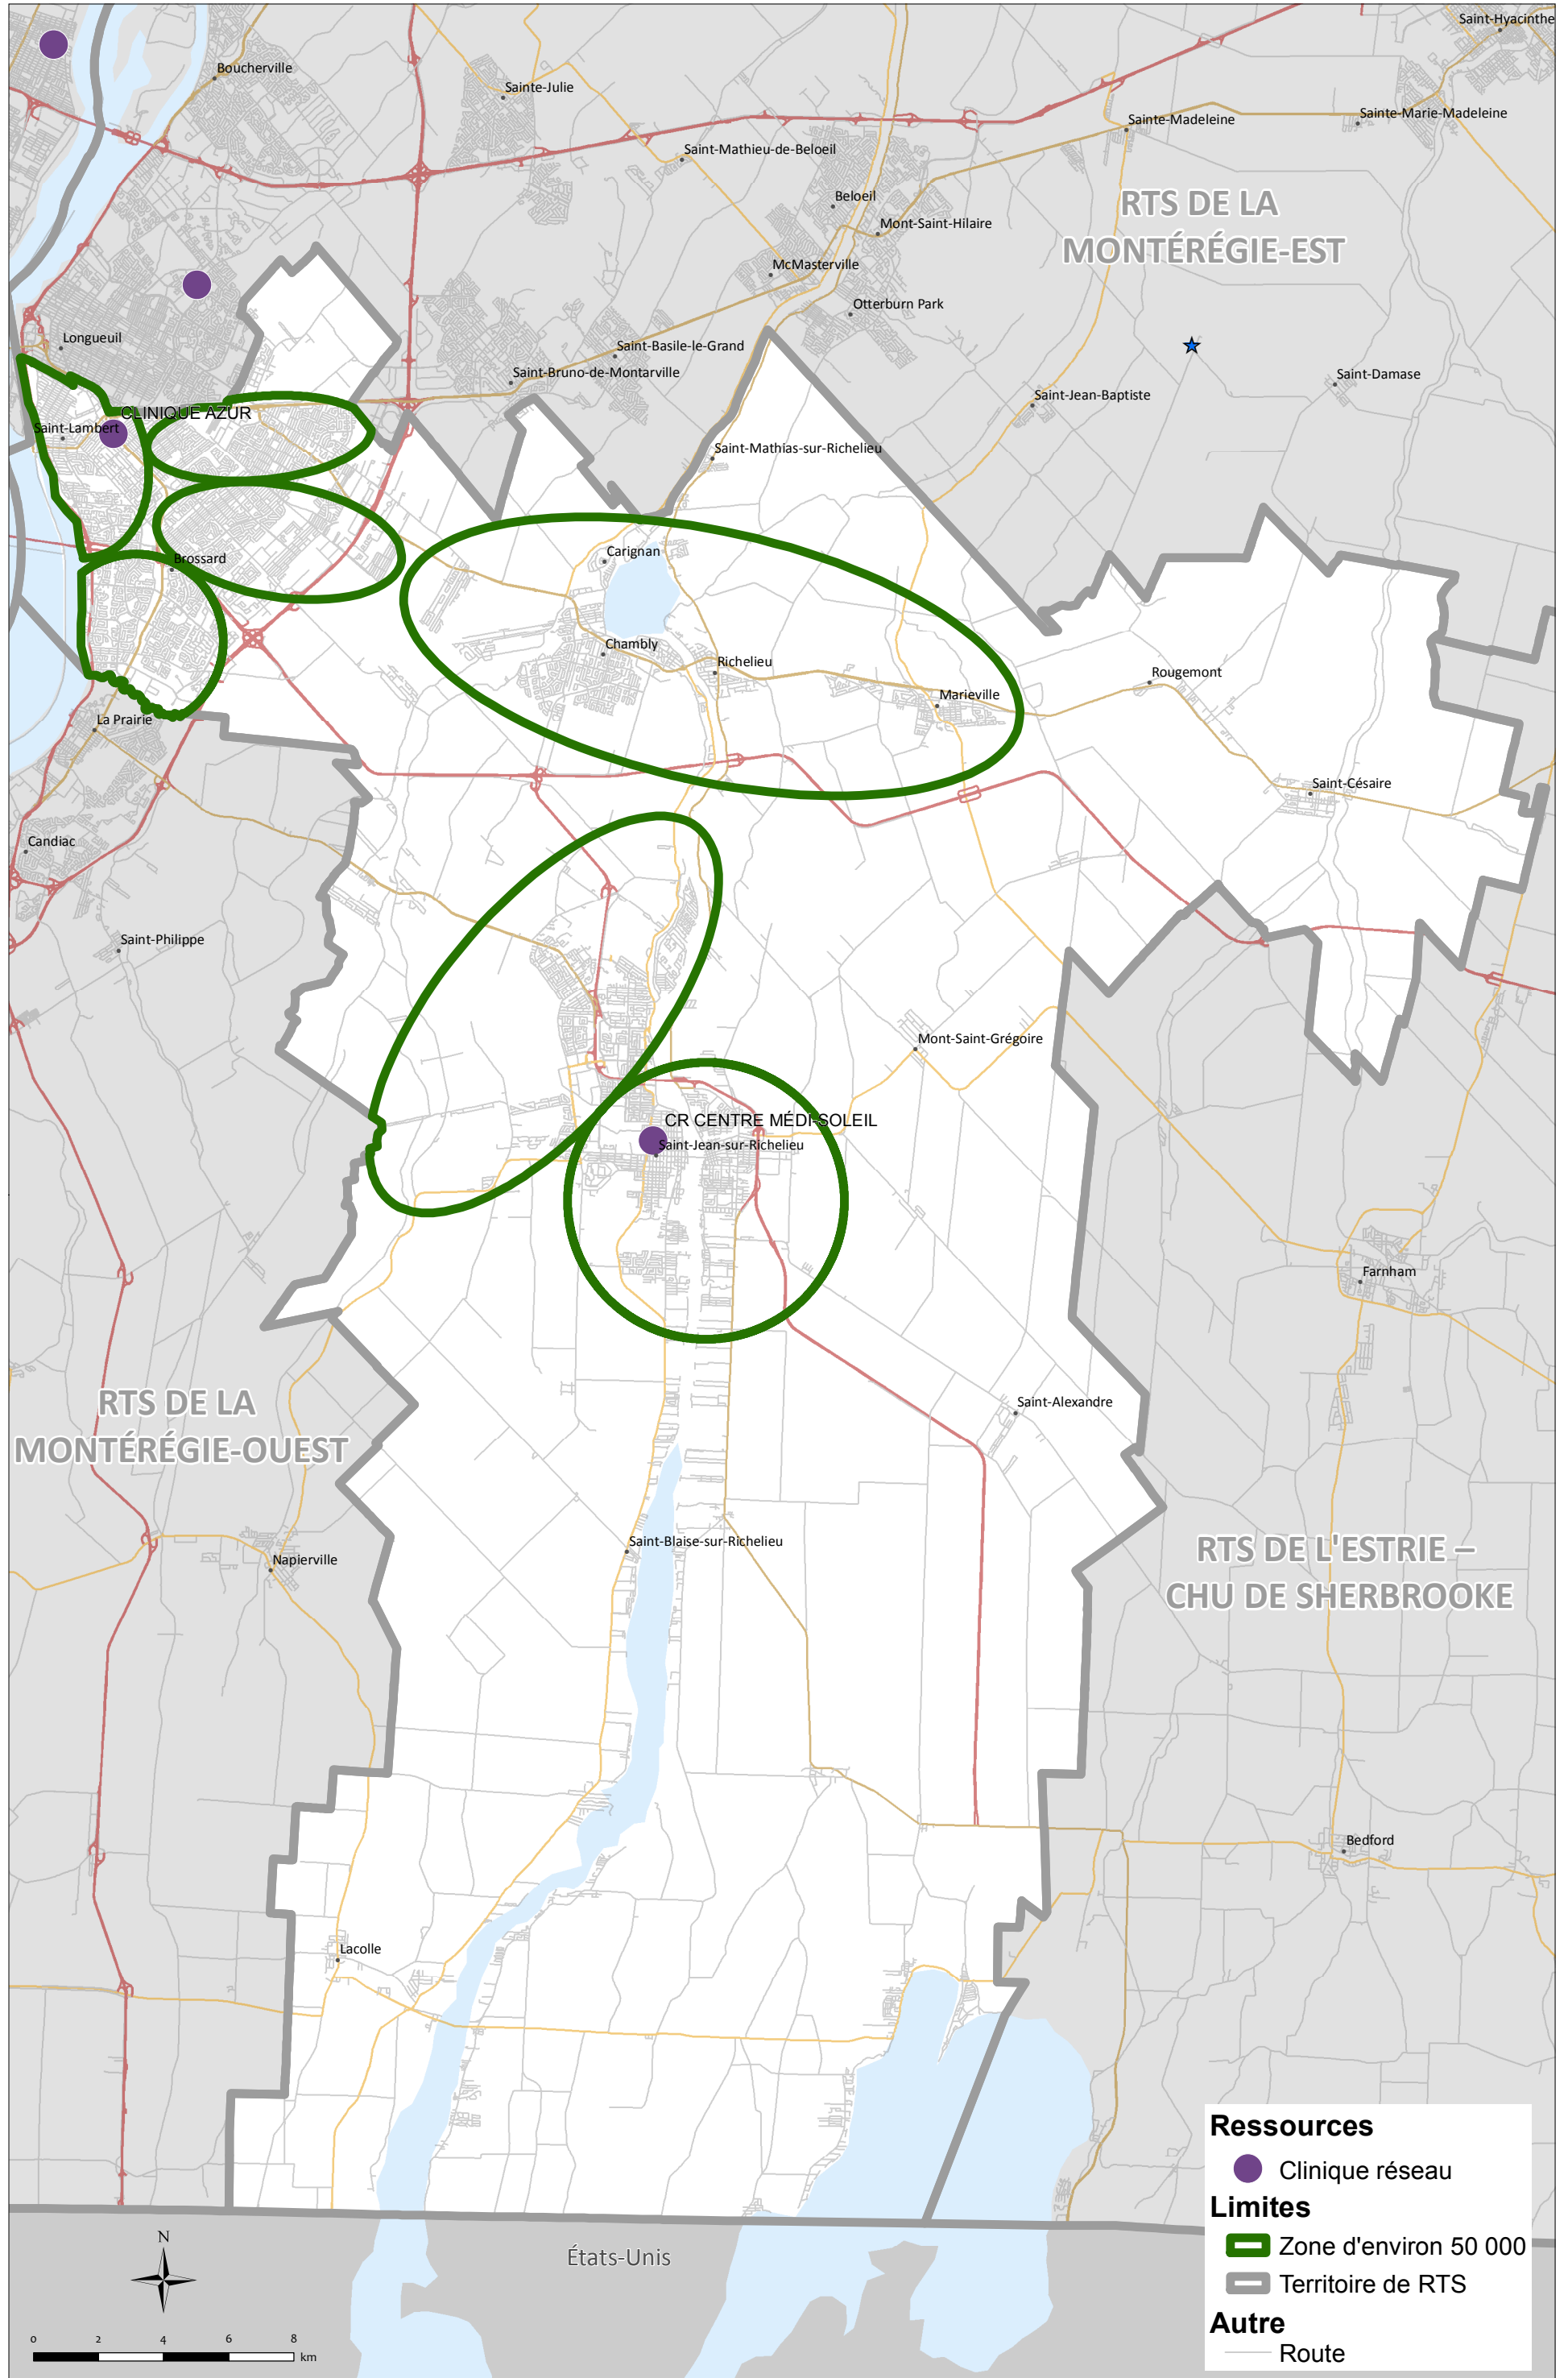 Saint-Hyacinthe
Boucherville
Sainte-Julie
Sainte-Madeleine
Sainte-Marie-Madeleine
Saint-Mathieu-de-Beloeil
Beloeil
Mont-Saint-Hilaire
RTS DE LA
MONTÉRÉGIE-EST
McMasterville
Otterburn Park
Longueuil
Saint-Basile-le-Grand
Saint-Bruno-de-Montarville
Saint-Damase
Saint-Jean-Baptiste
CLINIQUE AZUR
Saint-Lambert
Saint-Mathias-sur-Richelieu
Carignan
Brossard
Chambly
Richelieu
Rougemont
Marieville
La Prairie
Saint-Césaire
Candiac
Saint-Philippe
Mont-Saint-Grégoire
CR CENTRE MÉDI-SOLEIL
Saint-Jean-sur-Richelieu
Farnham
RTS DE LA
MONTÉRÉGIE-OUEST
Saint-Alexandre
Saint-Blaise-sur-Richelieu
RTS DE L'ESTRIE –
CHU DE SHERBROOKE
Napierville
Bedford
Lacolle
Ressources
Clinique réseau
Limites
Zone d'environ 50 000
Territoire de RTS
Autre
Route
N
États-Unis
0 2 4 6 8
km